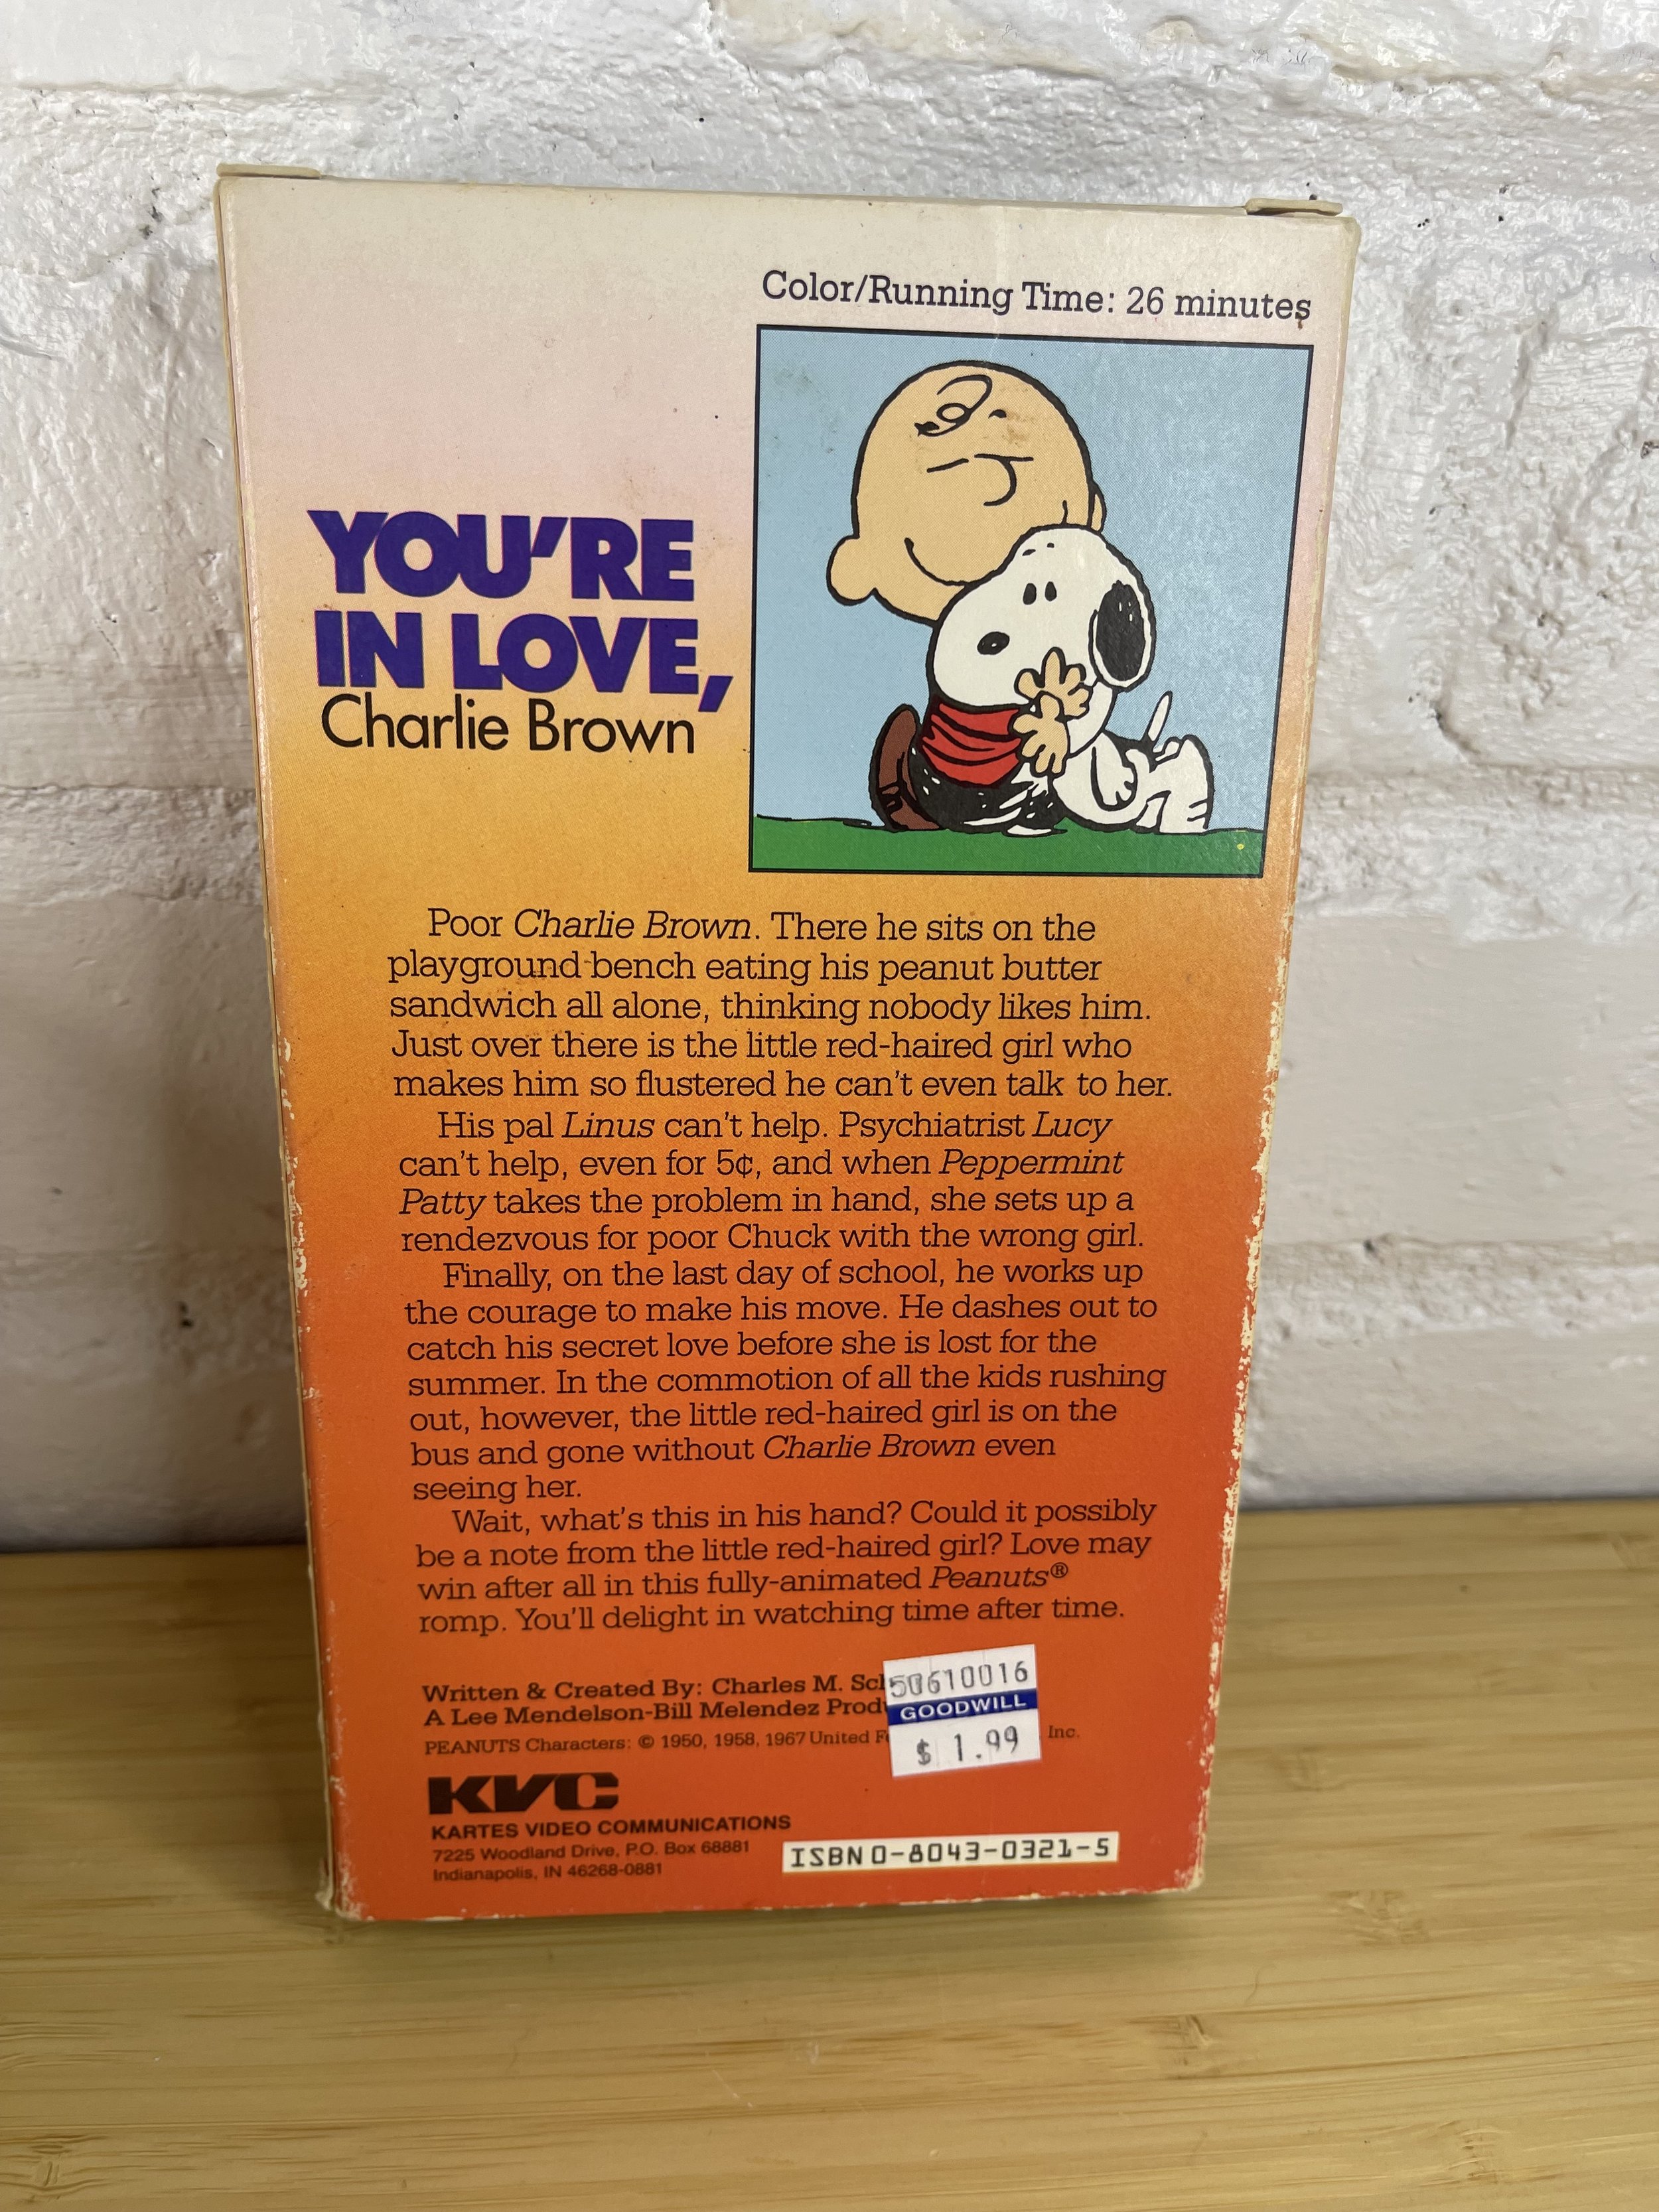 Color/Running Time: 26 minutes
YOU'RE
IN LOVE,
Charlie Brown
Poor Charlie Brown. There he sits on the
playground bench eating his peanut butter
sandwich all alone, thinking nobody likes him.
Just over there is the little red-haired girl who
makes him so flustered he can't even talk to her.
His pal Linus can't help. Psychiatrist Lucy
can't help, even for 5¢, and when Peppermint
Patty takes the problem in hand, she sets up a
rendezvous for poor Chuck with the wrong girl.
Finally, on the last day of school, he works up
the courage to make his move. He dashes out to
catch his secret love before she is lost for the
summer. In the commotion of all the kids rushing
out, however, the little red-haired girl is on the
bus and gone without Charlie Brown even
seeing her.
Wait, what's this in his hand? Could it possibly
be a note from the little red-haired girl? Love may
win after all in this fully-animated Peanuts®
romp. You'll delight in watching time after time.
Written & Created By: Charles M.
A Lee Mendelson-Bill Melendez
PEANUTS Characters: © 1950, 1958, 1967 United Inc.
50610016
GOODWILL
$ 1.99
KVC
KARTES VIDEO COMMUNICATIONS
7225 Woodland Drive, P.O. Box 68881
Indianapolis, IN 46268-0881
ISBN 0-8043-0321-5